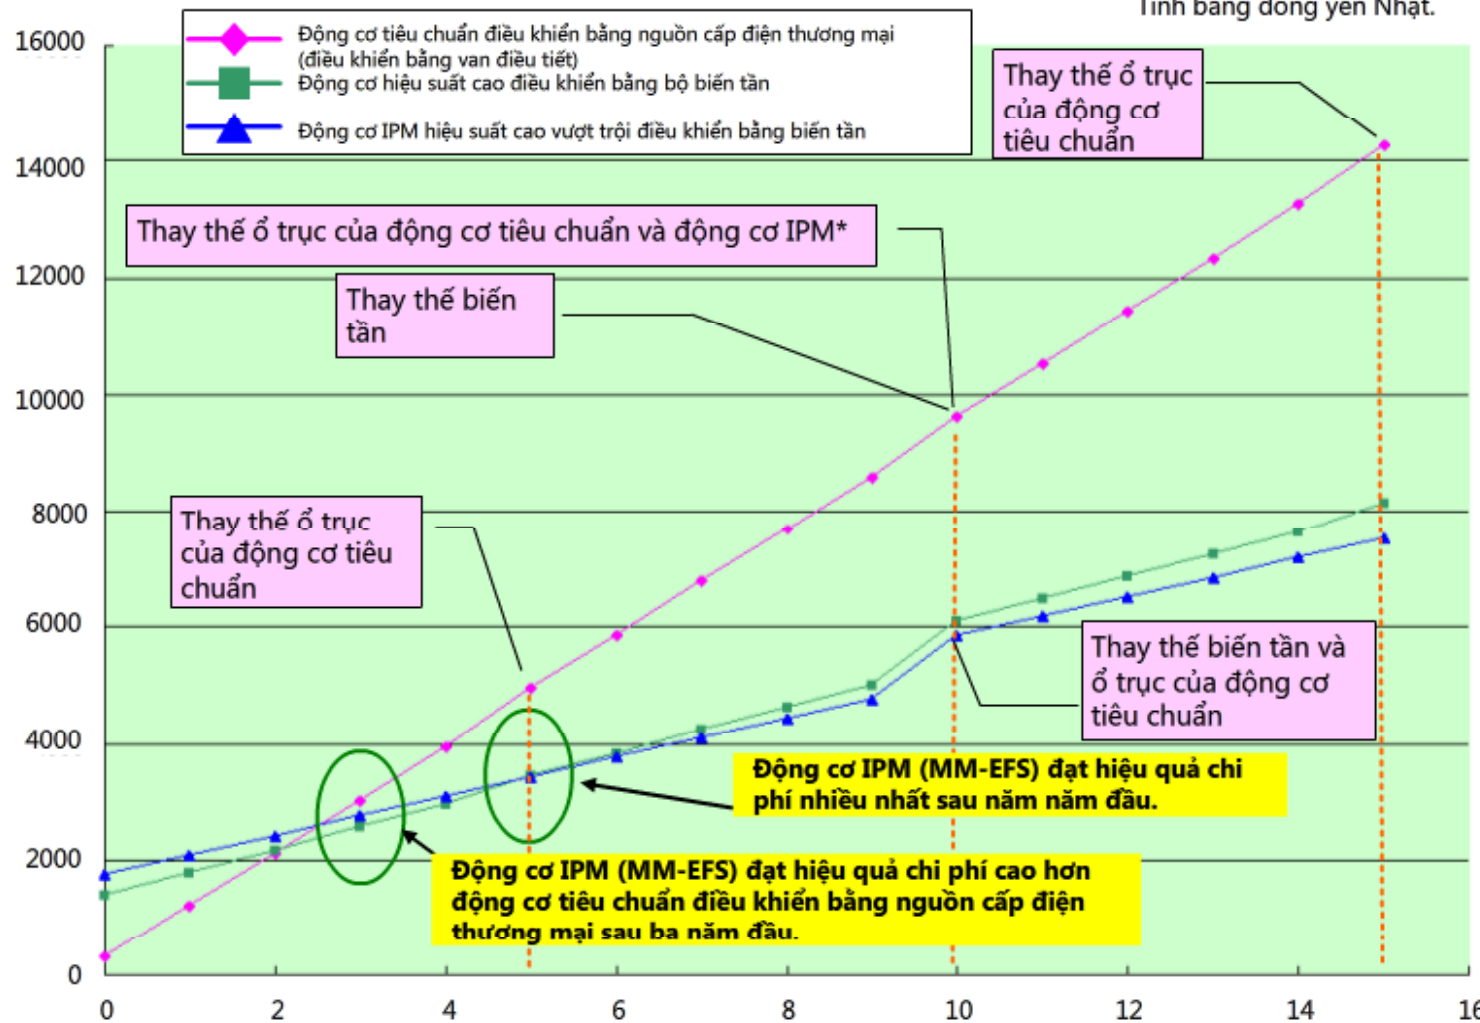 Tính bằng đồng yên Nhật.
Động cơ tiêu chuẩn điều khiển bằng nguồn cấp điện thương mại
(điều khiển bằng van điều tiết)
Động cơ hiệu suất cao điều khiển bằng bộ biến tần
Động cơ IPM hiệu suất cao vượt trội điều khiển bằng biến tần
Thay thế ổ trục
của động cơ
tiêu chuẩn
Thay thế ổ trục của động cơ tiêu chuẩn và động cơ IPM*
Thay thế biến
tần
Thay thế ổ trục
của động cơ tiêu
chuẩn
Thay thế biến tần và
ổ trục của động cơ
tiêu chuẩn
Động cơ IPM (MM-EFS) đạt hiệu quả chi
phí nhiều nhất sau năm năm đầu.
Động cơ IPM (MM-EFS) đạt hiệu quả chi phí cao hơn
động cơ tiêu chuẩn điều khiển bằng nguồn cấp điện
thương mại sau ba năm đầu.
16000
14000
12000
10000
8000
6000
4000
2000
0
0 2 4 6 8 10 12 14 16